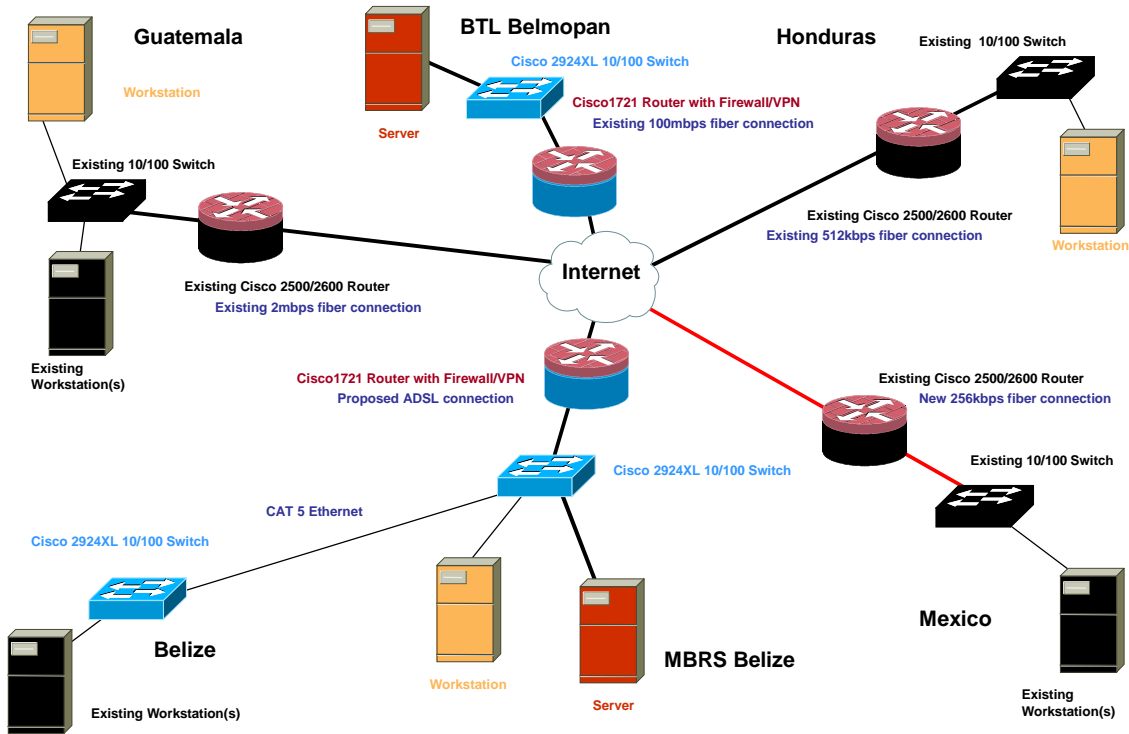 Guatemala
BTL Belmopan
Honduras
Existing  10/100 Switch
Cisco 2924XL 10/100 Switch
Workstation
Cisco1721 Router with Firewall/VPN
Existing 100mbps fiber connection
Server
Existing 10/100 Switch
Existing Cisco 2500/2600 Router
Existing 512kbps fiber connection
Workstation
Internet
Existing Cisco 2500/2600 Router
Existing 2mbps fiber connection
Existing
Workstation(s)
Cisco1721 Router with Firewall/VPN
Proposed ADSL connection
Existing Cisco 2500/2600 Router
New 256kbps fiber connection
Existing 10/100 Switch
Cisco 2924XL 10/100 Switch
CAT 5 Ethernet
Cisco 2924XL 10/100 Switch
Mexico
Belize
MBRS Belize
Workstation
Server
Existing
Workstation(s)
Existing Workstation(s)